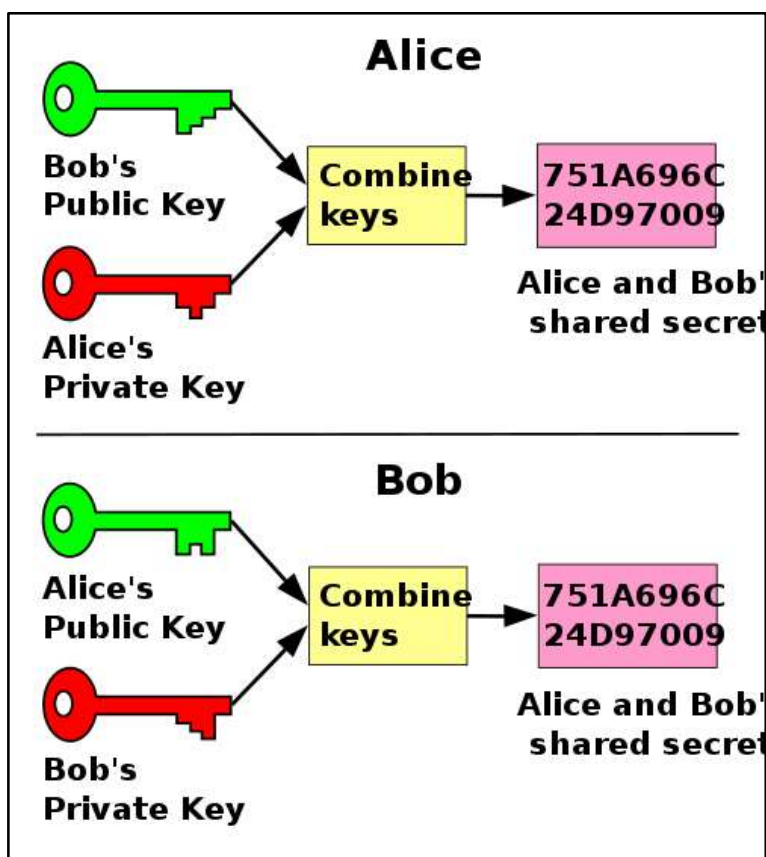 Alice
Bob's
Public Key
Combine
keys
751A696C
24D97009
Alice and Bob'
shared secret
Alice's
Private Key
Bob
Alice's
Public Key
Combine
keys
751A696C
24D97009
Alice and Bob'
shared secret
Bob's
Private Key